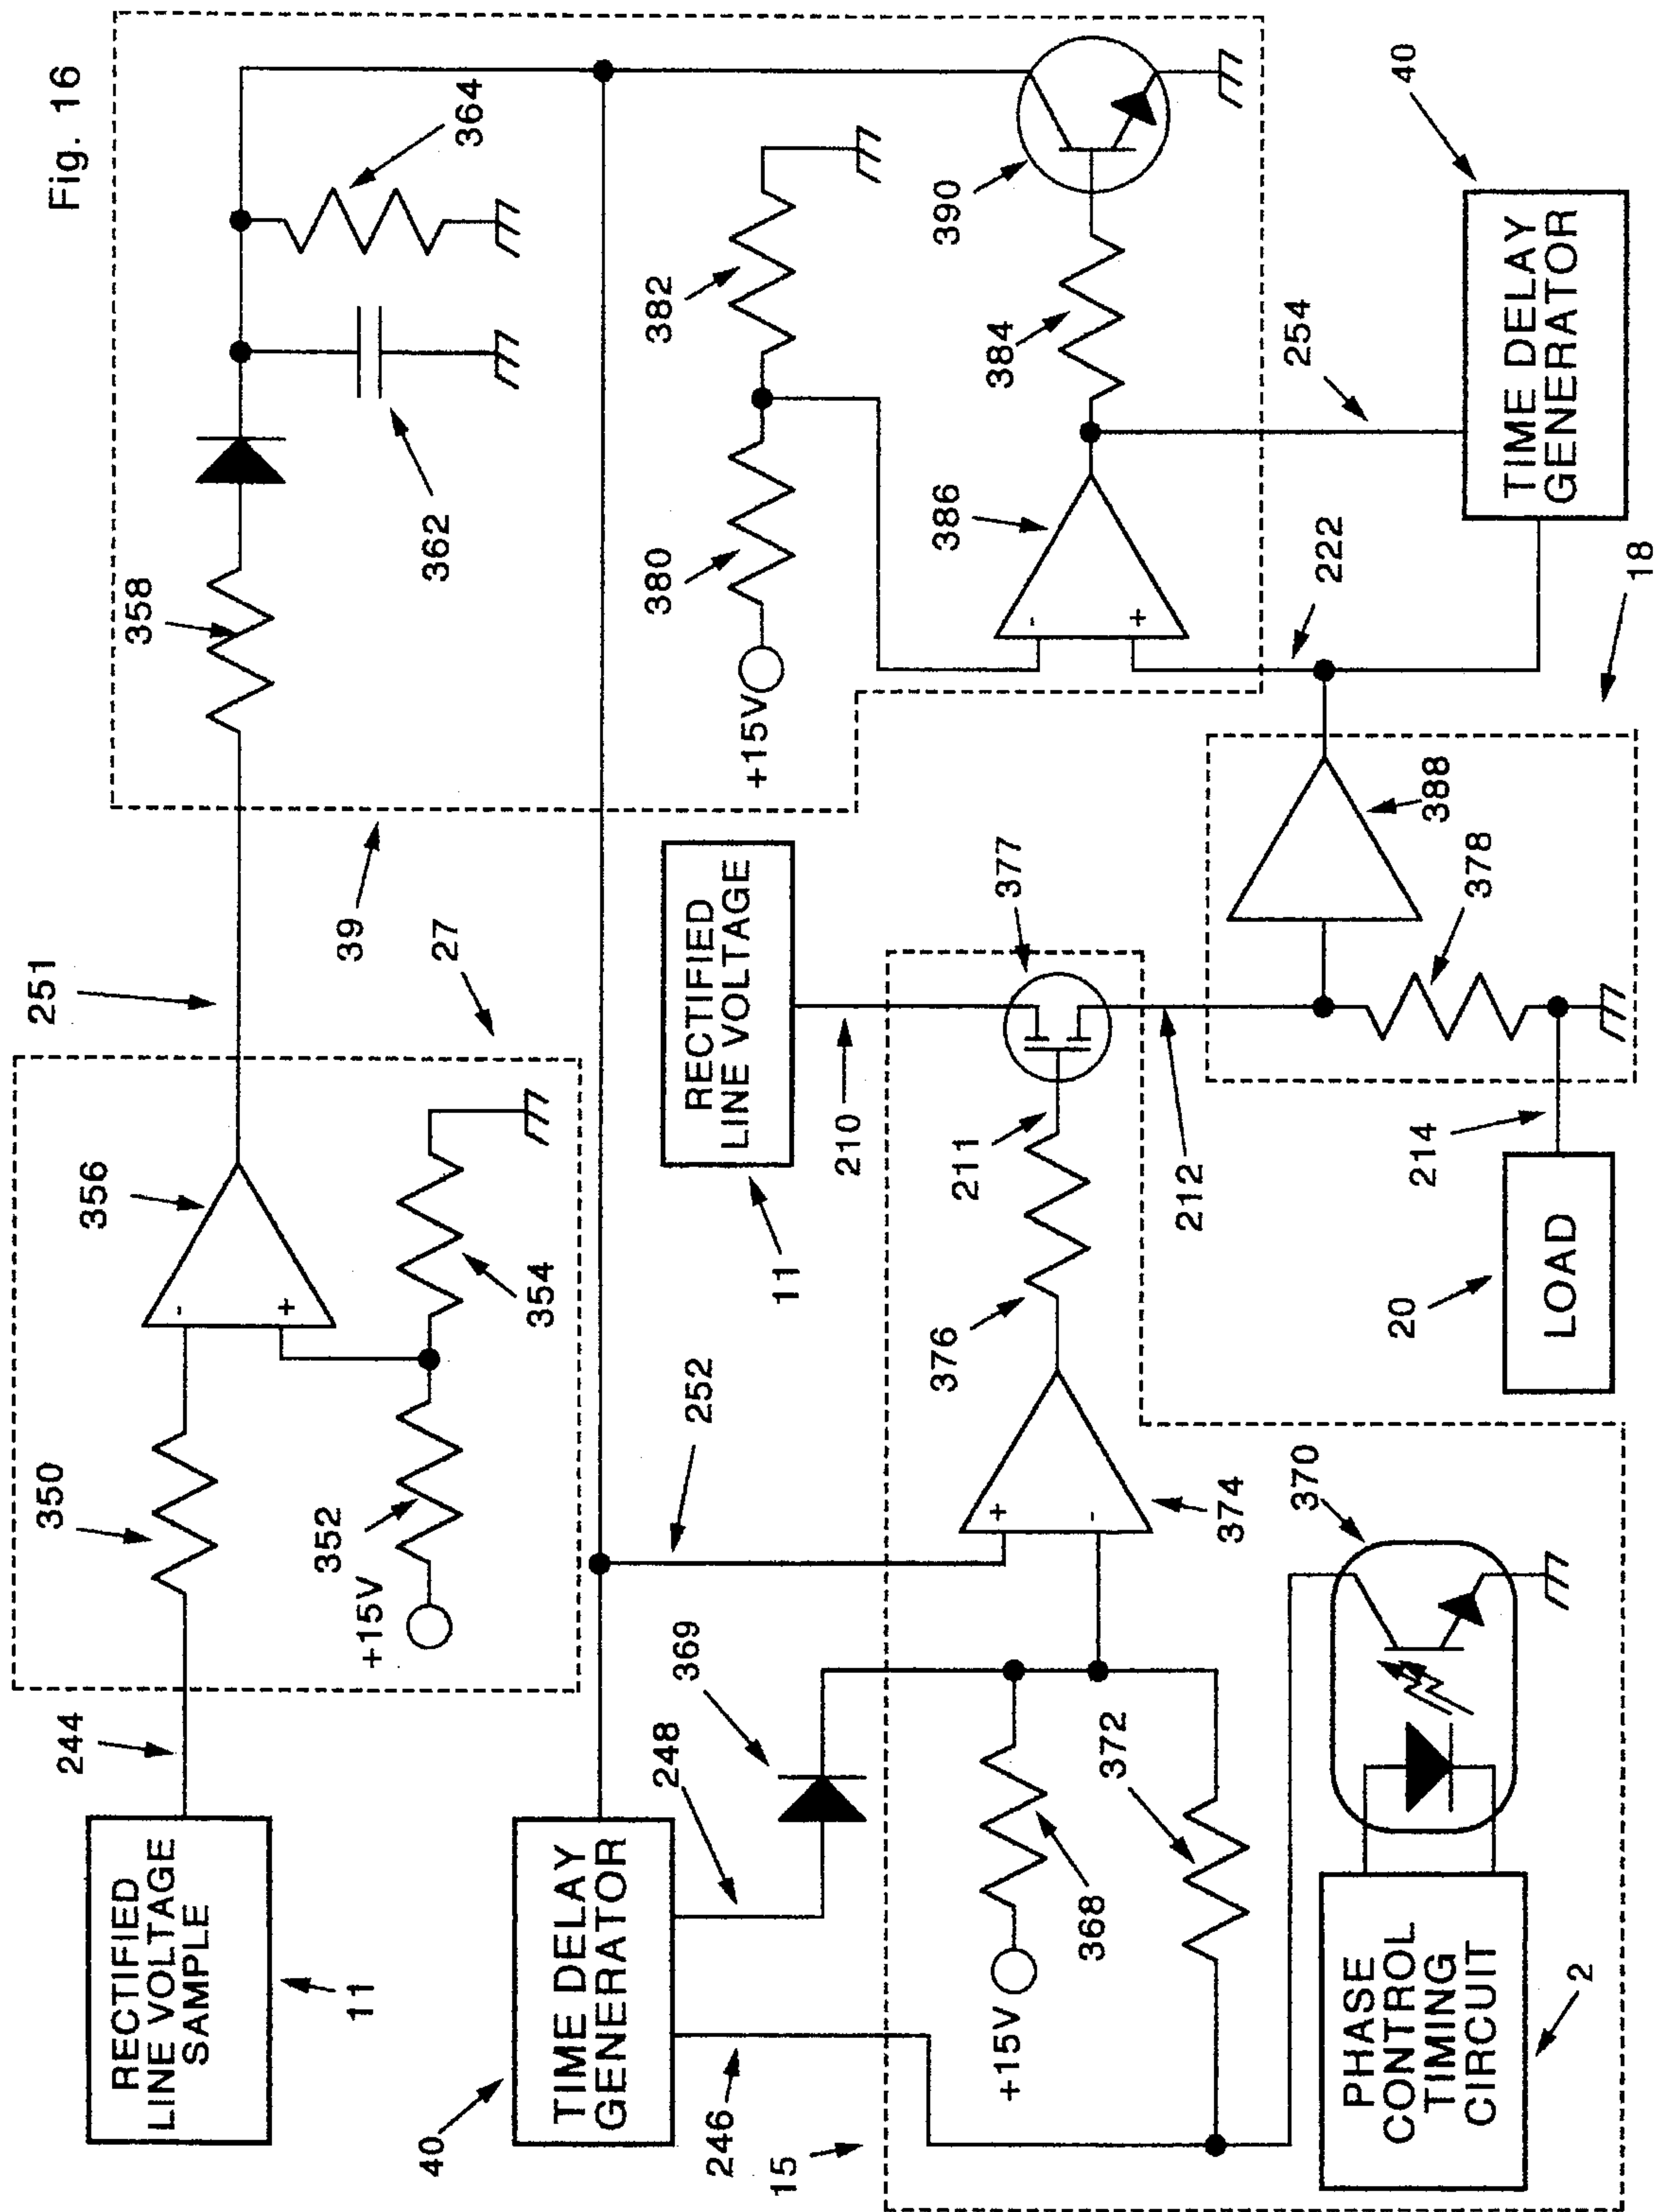 Fig. 16
RECTIFIED
LINE VOLTAGE
SAMPLE
11
244
350
352
+15V
354
356
-
+
27
251
39
358
362
364
TIME DELAY
GENERATOR
40
246
248
369
252
RECTIFIED
LINE VOLTAGE
11
210
+15V
380
382
386
-
+
384
390
254
222
TIME DELAY
GENERATOR
40
15
+15V
368
372
374
+
-
376
211
377
212
PHASE
CONTROL
TIMING
CIRCUIT
2
370
LOAD
20
214
378
388
18